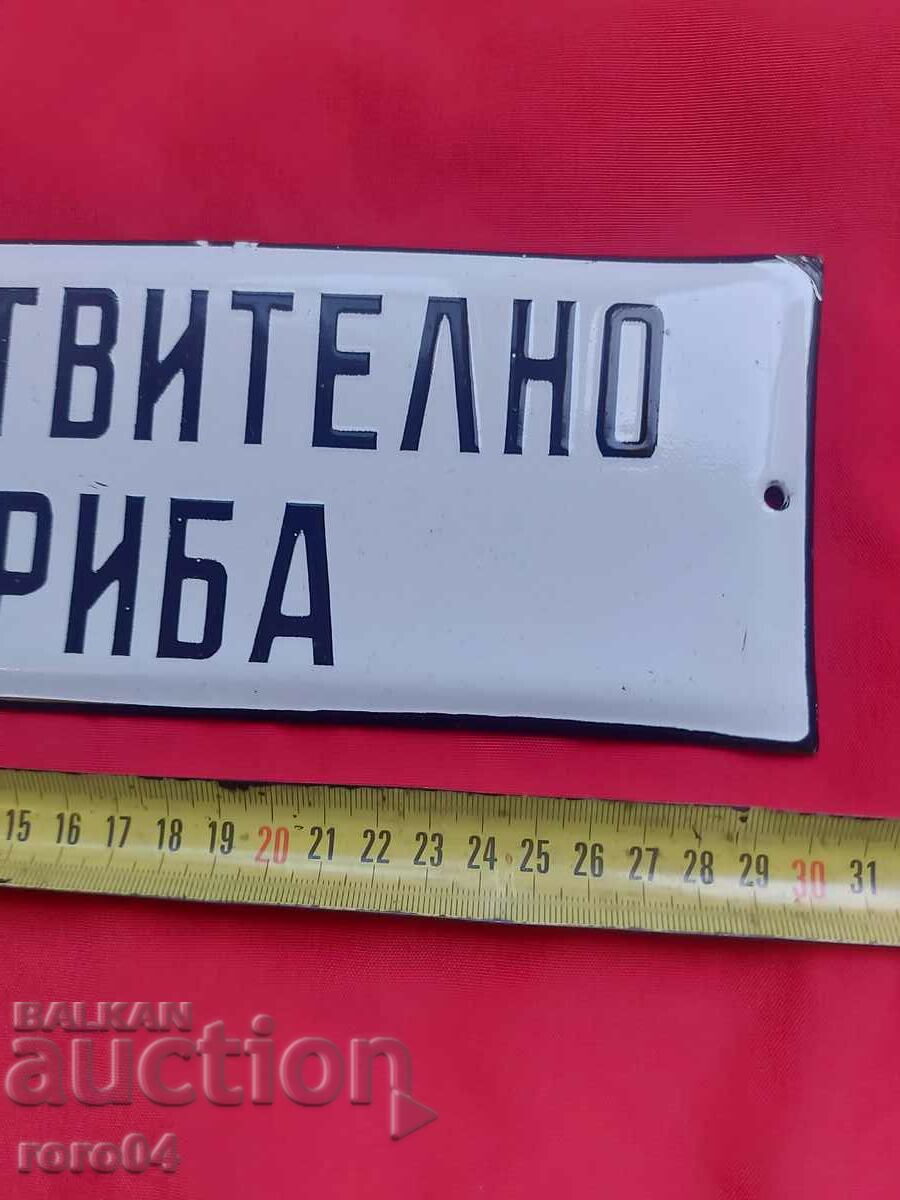 ТВИТЕЛНО
РИБА
15 16 17 18 19 20 21 22 23 24 25 26 27 28 29 30 31
BALKAN
auction
roro04